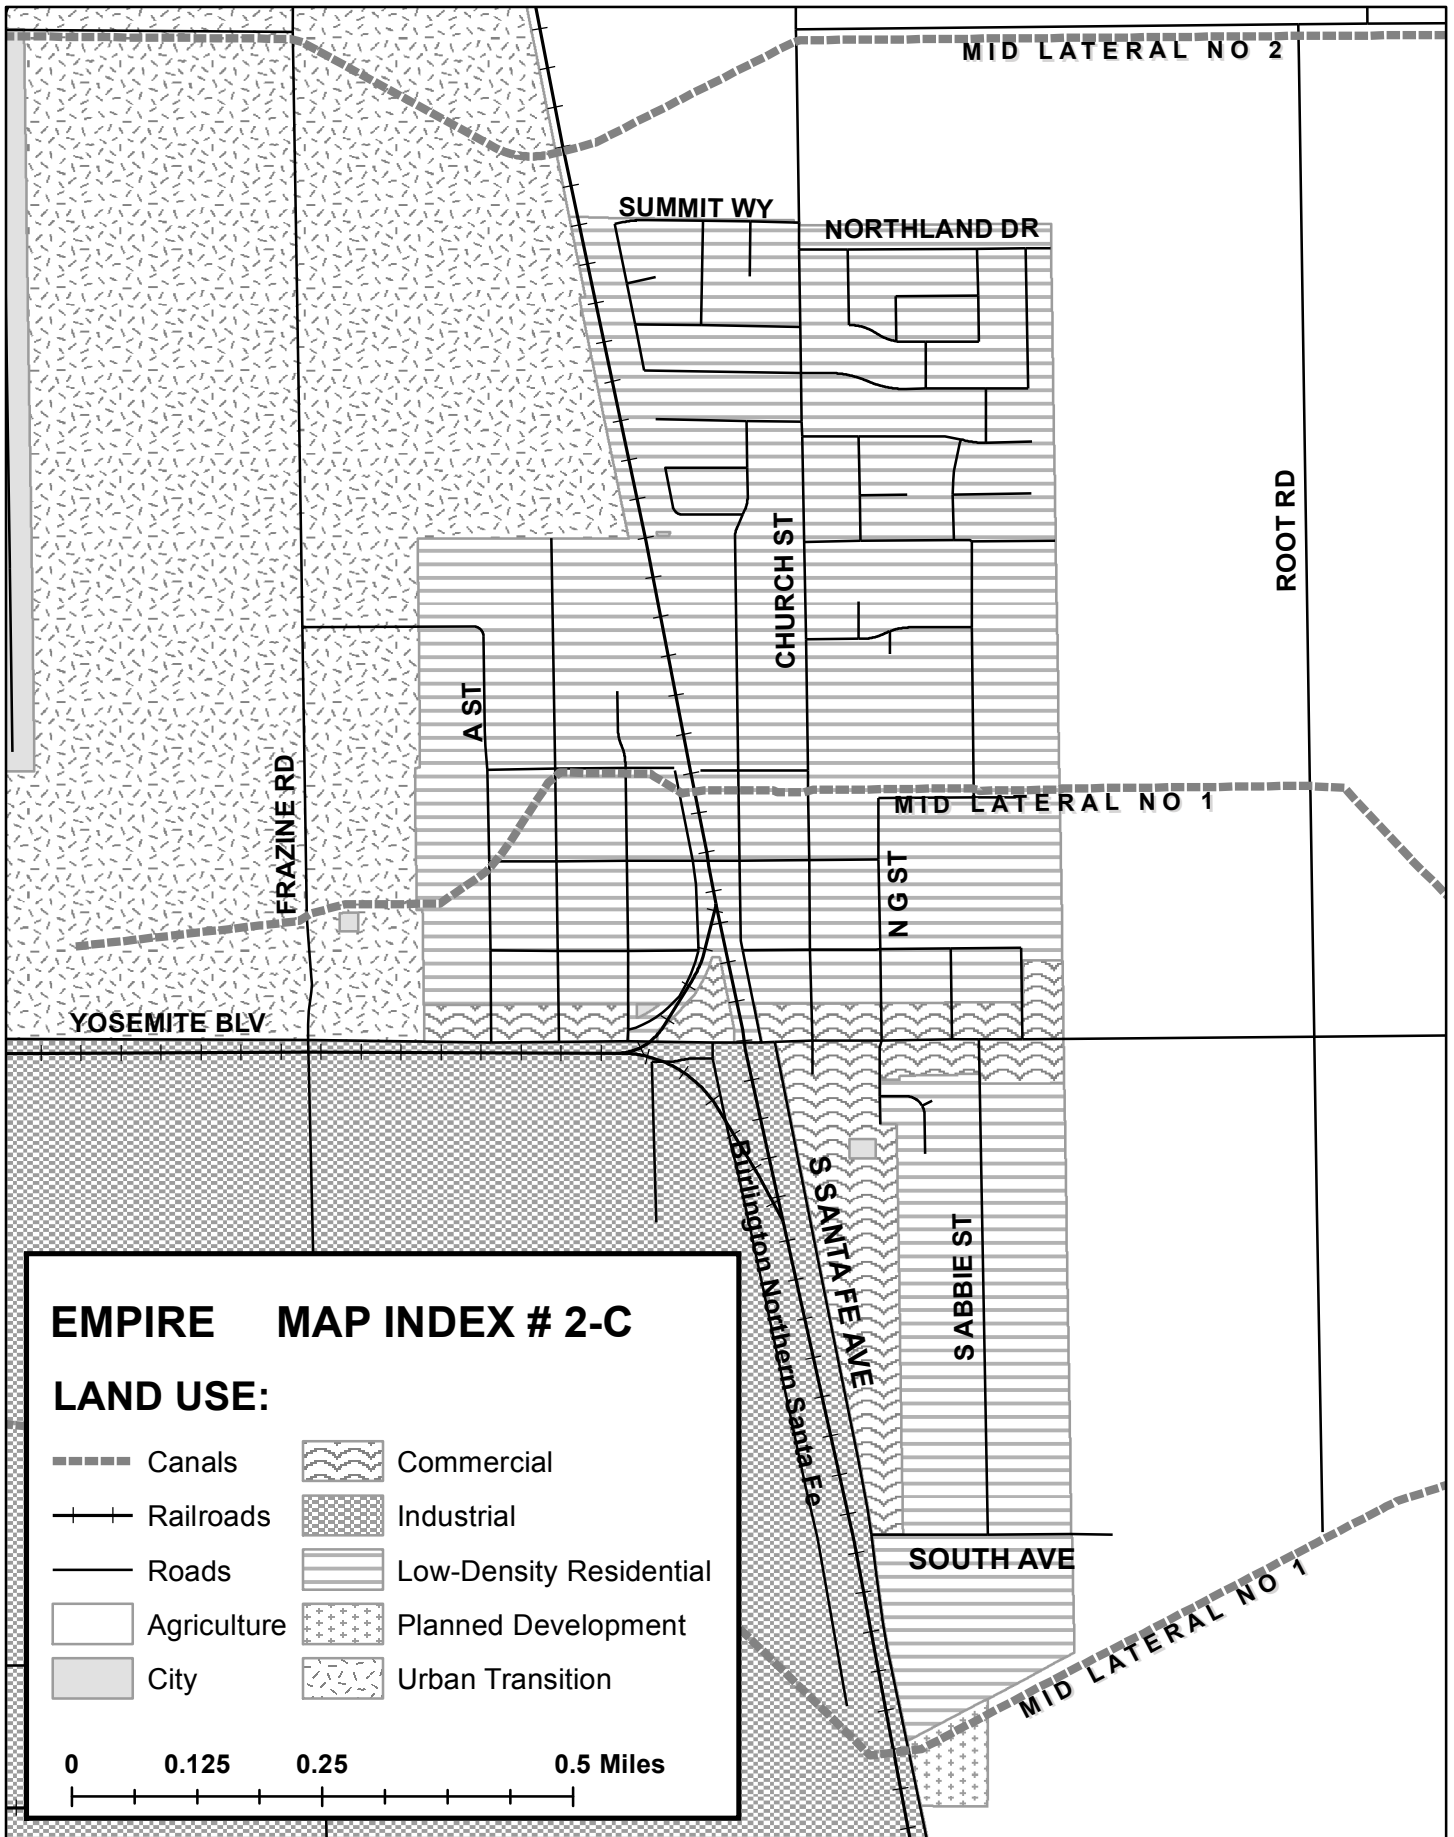 MID LATERAL NO 2
SUMMIT WY
NORTHLAND DR
ROOT RD
CHURCH ST
A ST
FRAZINE RD
MID LATERAL NO 1
N G ST
YOSEMITE BLV
Burlington Northern Santa Fe
S SANTA FE AVE
S ABBIE ST
SOUTH AVE
MID LATERAL NO 1
EMPIRE MAP INDEX # 2-C
LAND USE:
Canals Commercial
Railroads Industrial
Roads Low-Density Residential
Agriculture Planned Development
City Urban Transition
0 0.125 0.25 0.5 Miles